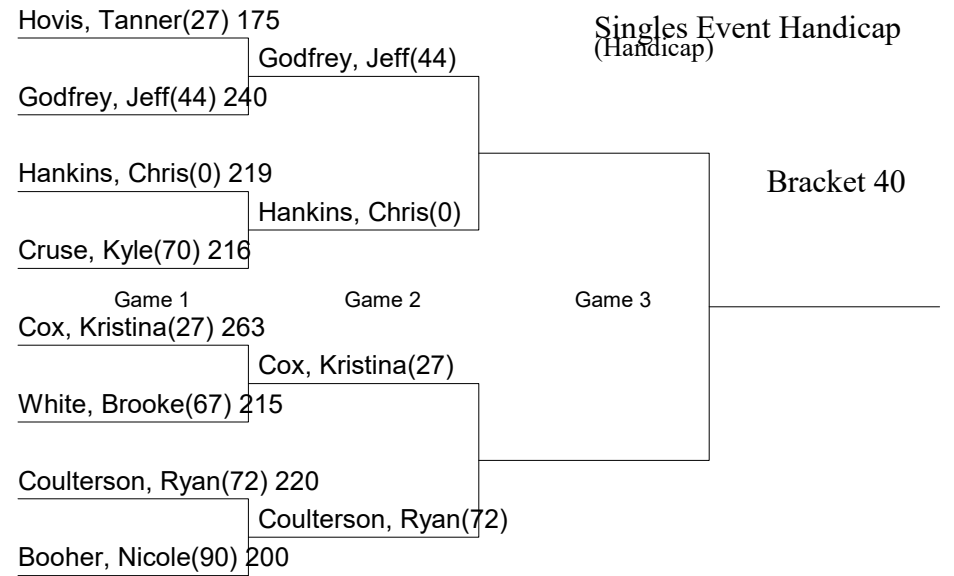 Hovis, Tanner(27) 175
Singles Event Handicap
(Handicap)
Godfrey, Jeff(44)
Godfrey, Jeff(44) 240
Hankins, Chris(0) 219
Bracket 40
Hankins, Chris(0)
Cruse, Kyle(70) 216
Game 1
Game 2
Game 3
Cox, Kristina(27) 263
Cox, Kristina(27)
White, Brooke(67) 215
Coulterson, Ryan(72) 220
Coulterson, Ryan(72)
Booher, Nicole(90) 200